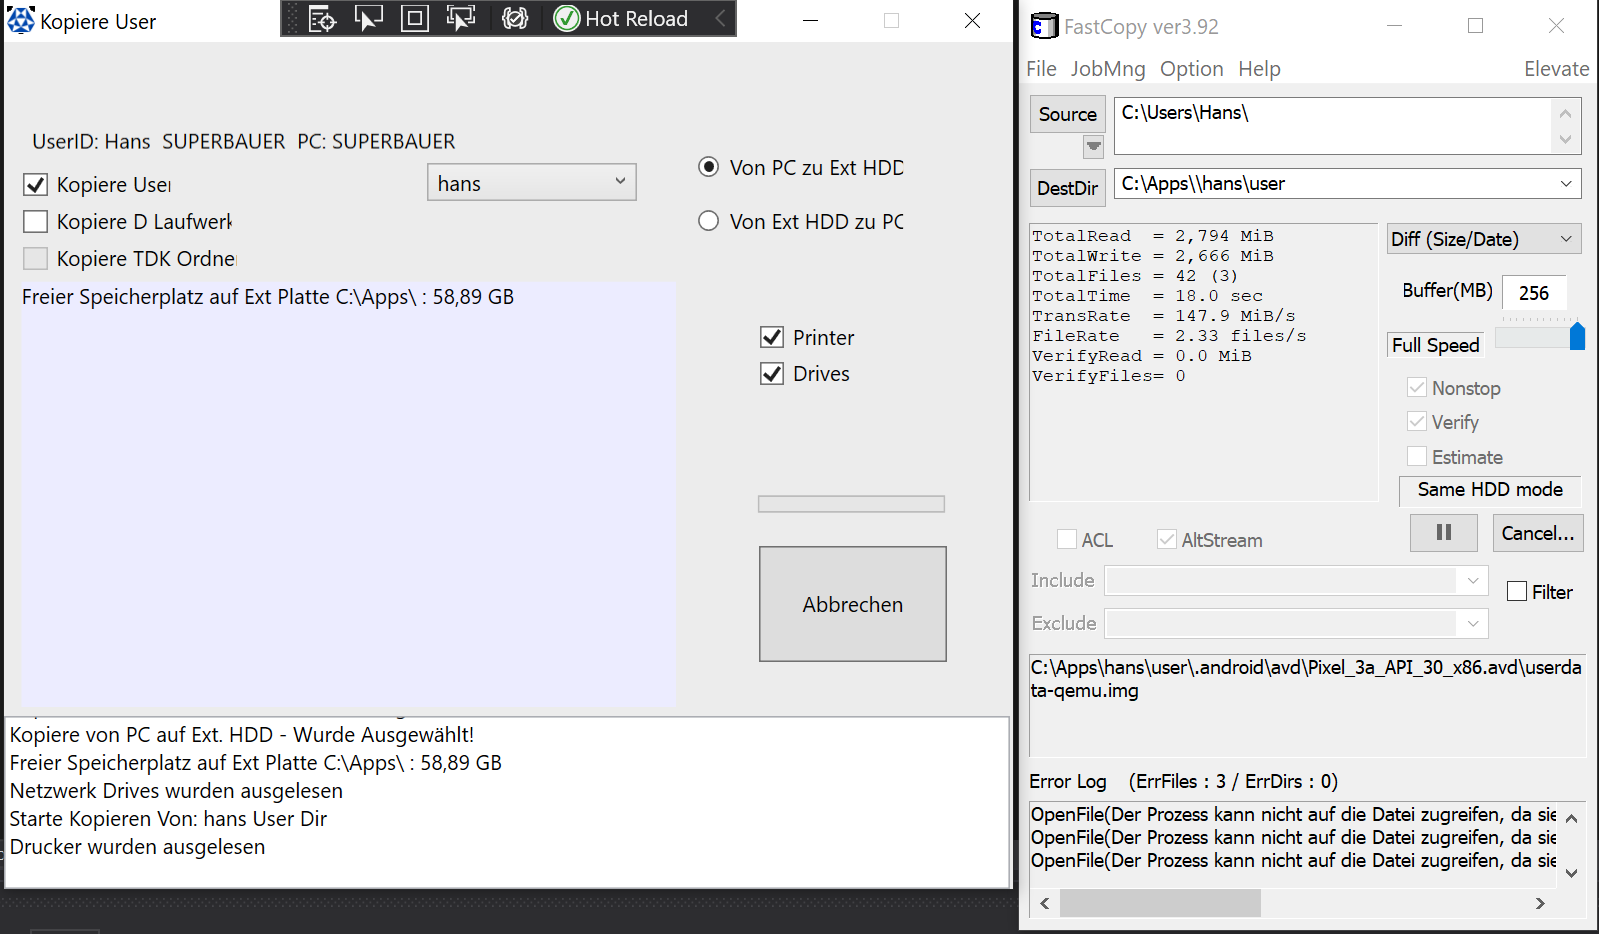 Kopiere User
Hot Reload
UserID: Hans SUPERBAUER PC: SUPERBAUER
Kopiere User
hans
Kopiere D Laufwerk
Kopiere TDK Ordner
Von PC zu Ext HDD
Von Ext HDD zu PC
Freier Speicherplatz auf Ext Platte C:\Apps\ : 58,89 GB
Printer
Drives
Abbrechen
Kopiere von PC auf Ext. HDD - Wurde Ausgewählt!
Freier Speicherplatz auf Ext Platte C:\Apps\ : 58,89 GB
Netzwerk Drives wurden ausgelesen
Starte Kopieren Von: hans User Dir
Drucker wurden ausgelesen
FastCopy ver3.92
File JobMng Option Help Elevate
Source
C:\Users\Hans\
DestDir
C:\Apps\\hans\user
TotalRead = 2,794 MiB
TotalWrite = 2,666 MiB
TotalFiles = 42 (3)
TotalTime = 18.0 sec
TransRate = 147.9 MiB/s
FileRate = 2.33 files/s
VerifyRead = 0.0 MiB
VerifyFiles= 0
Diff (Size/Date)
Buffer(MB) 256
Full Speed
Nonstop
Verify
Estimate
Same HDD mode
Cancel...
ACL
AltStream
Include
Exclude
Filter
C:\Apps\hans\user\.android\avd\Pixel_3a_API_30_x86.avd\userda
ta-qemu.img
Error Log (ErrFiles : 3 / ErrDirs : 0)
OpenFile(Der Prozess kann nicht auf die Datei zugreifen, da sie
OpenFile(Der Prozess kann nicht auf die Datei zugreifen, da sie
OpenFile(Der Prozess kann nicht auf die Datei zugreifen, da sie